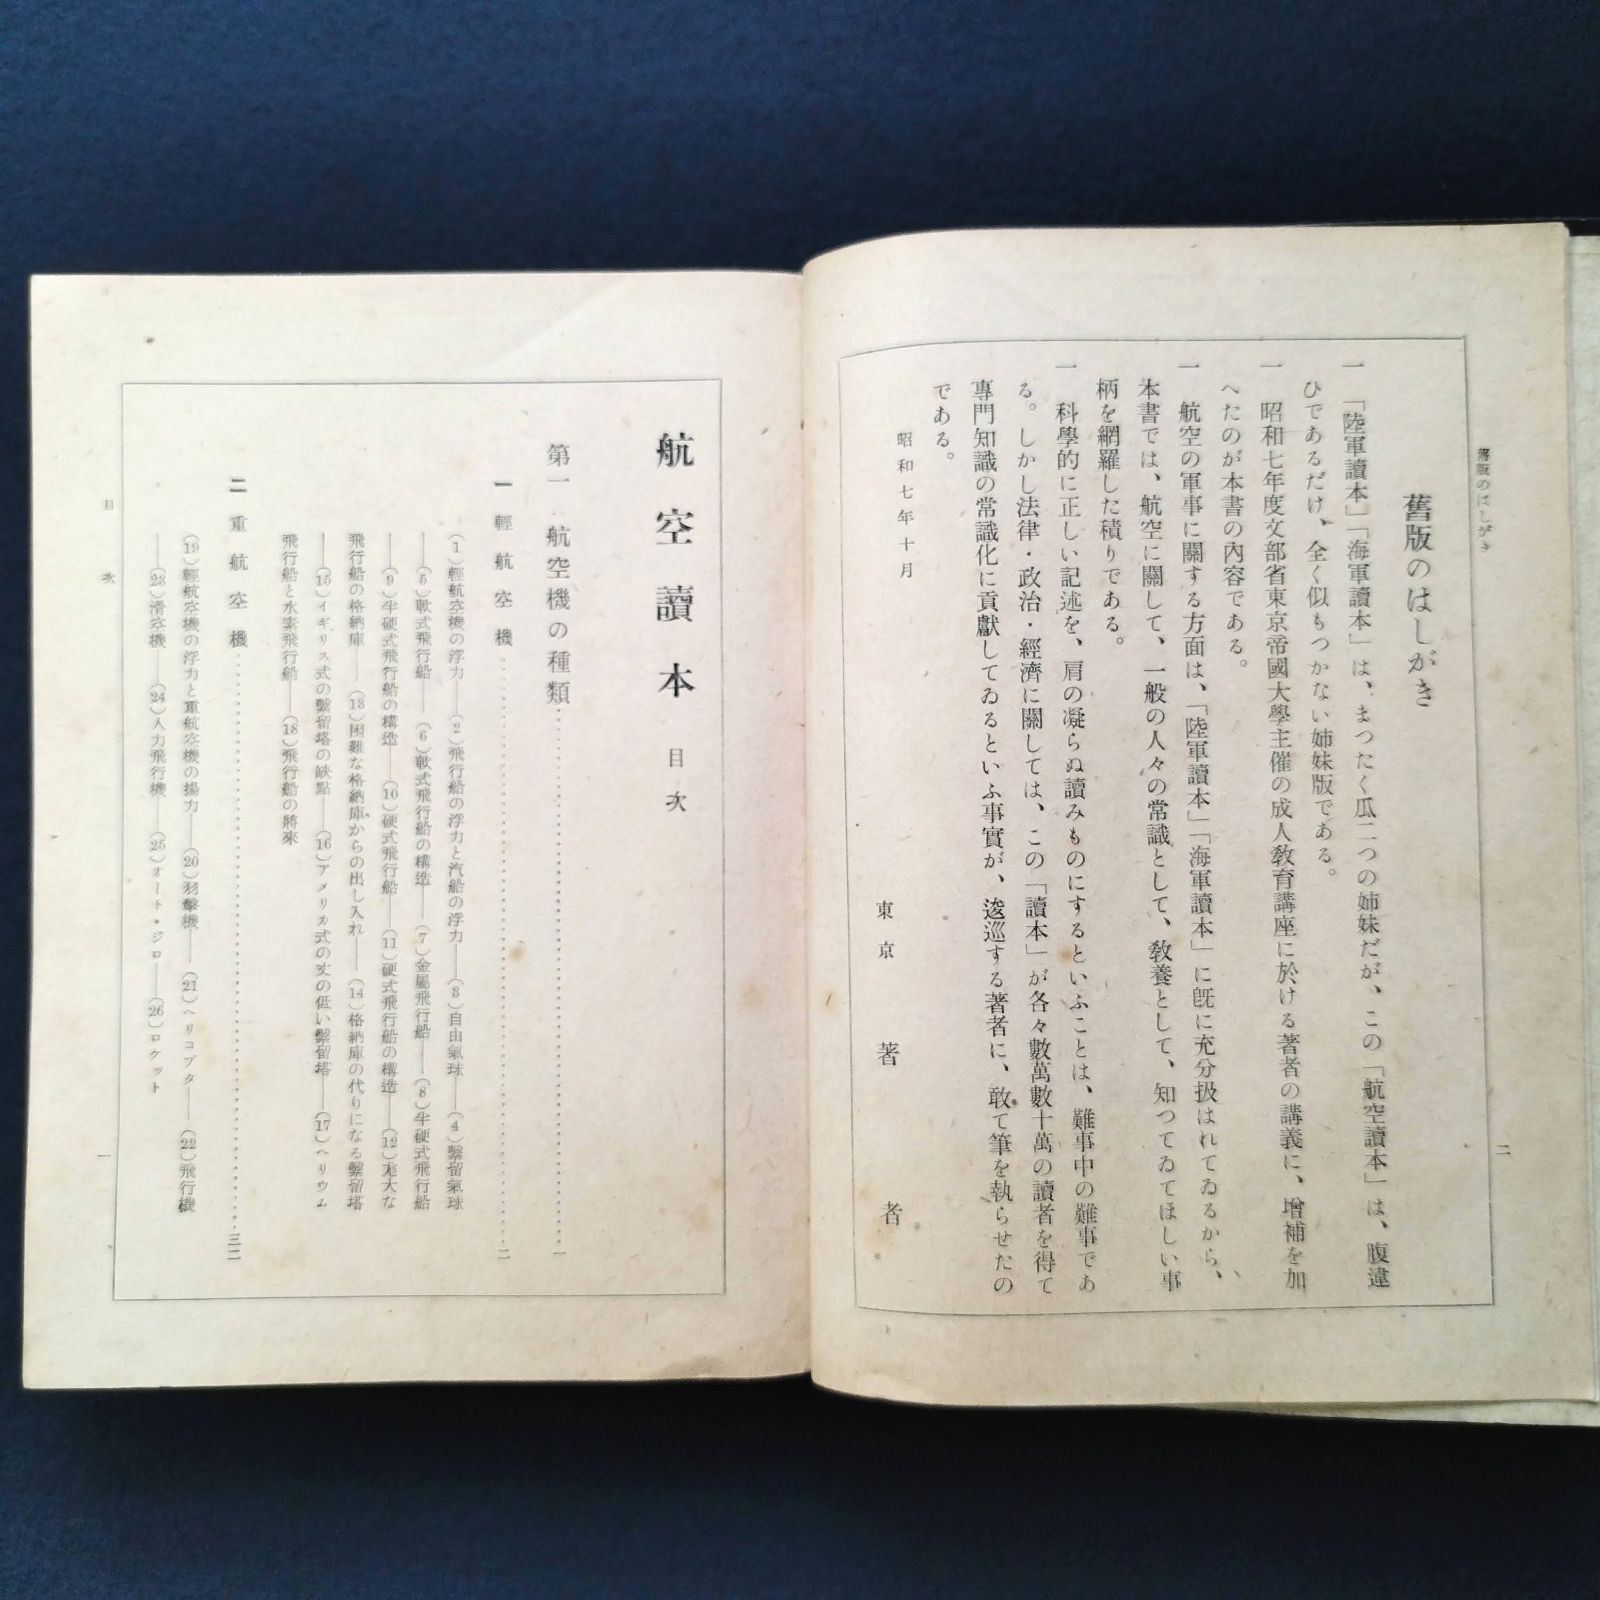 舊版のはしがき
二
舊版のはしがき
一　「陸軍讀本」「海軍讀本」は、まつたく瓜二つの姉妹だが、この「航空讀本」は、腹違
ひであるだけ、全く似もつかない姉妹版である。
一　昭和七年度文部省東京帝國大學主催の成人敎育講座に於ける著者の講義に、增補を加
へたのが本書の內容である。
一　航空の軍事に關する方面は、「陸軍讀本」「海軍讀本」に旣に充分扱はれてゐるから、
本書では、航空に關して、一般の人々の常識として、敎養として、知つてゐてほしい事
柄を網羅した積りである。
一　科學的に正しい記述を、肩の凝らぬ讀みものにするといふことは、難事中の難事であ
る。しかし法律・政治・經濟に關しては、この「讀本」が各々數萬數十萬の讀者を得て
專門知識の常識化に貢獻してゐるといふ事實が、逡巡する著者に、敢て筆を執らせたの
である。
昭和七年十月
東京　著者
航空讀本　目次
第一　航空機の種類……一
一　輕航空機……二
(1)輕航空機の浮力——(2)飛行船の浮力と汽船の浮力——(3)自由氣球——(4)繫留氣球
——(5)軟式飛行船——(6)軟式飛行船の構造——(7)金屬飛行船——(8)半硬式飛行船
——(9)半硬式飛行船の構造——(10)硬式飛行船——(11)硬式飛行船の構造——(12)尨大な
飛行船の格納庫——(13)困難な格納庫からの出し入れ——(14)格納庫の代りになる繫留塔
——(15)イギリス式の繫留塔の缺點——(16)アメリカ式の丈の低い繫留塔——(17)ヘリウム
飛行船と水素飛行船——(18)飛行船の將來
二　重航空機……三二
(19)輕航空機の浮力と重航空機の揚力——(20)羽擊機——(21)ヘリコプター——(22)飛行機
——(23)滑空機——(24)人力飛行機——(25)オート・ジロ——(26)ロケット
目次
一